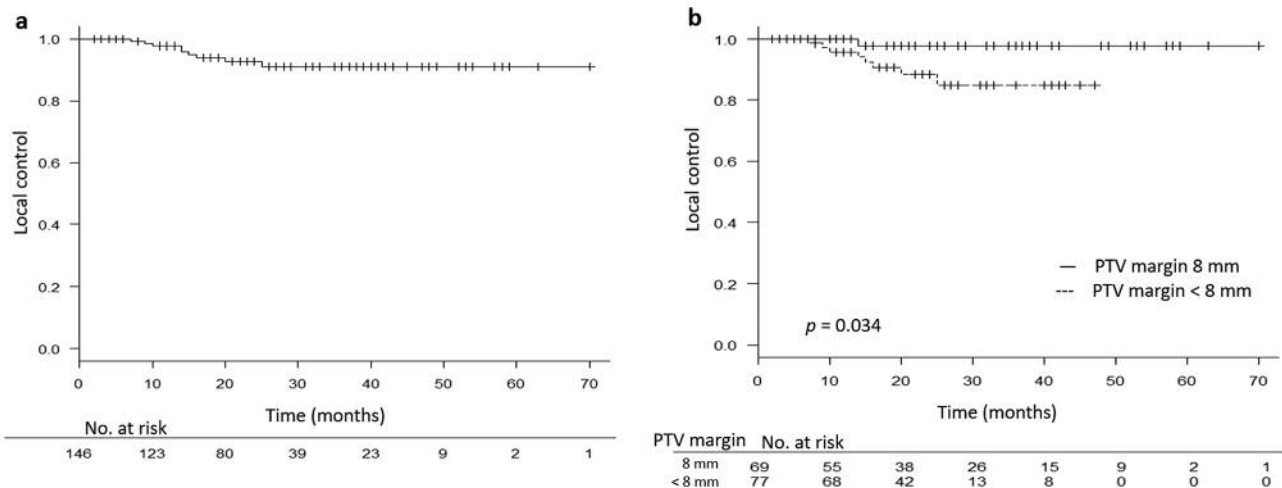 a
Local control
1.0
0.8
0.6
0.4
0.2
0.0
0 10 20 30 40 50 60 70
Time (months)
No. at risk
146 123 80 39 23 9 2 1
b
Local control
1.0
0.8
0.6
0.4
0.2
0.0
PTV margin 8 mm
PTV margin < 8 mm
p = 0.034
0 10 20 30 40 50 60 70
Time (months)
PTV margin No. at risk
8 mm 69 55 38 26 15 9 2 1
< 8 mm 77 68 42 13 8 0 0 0